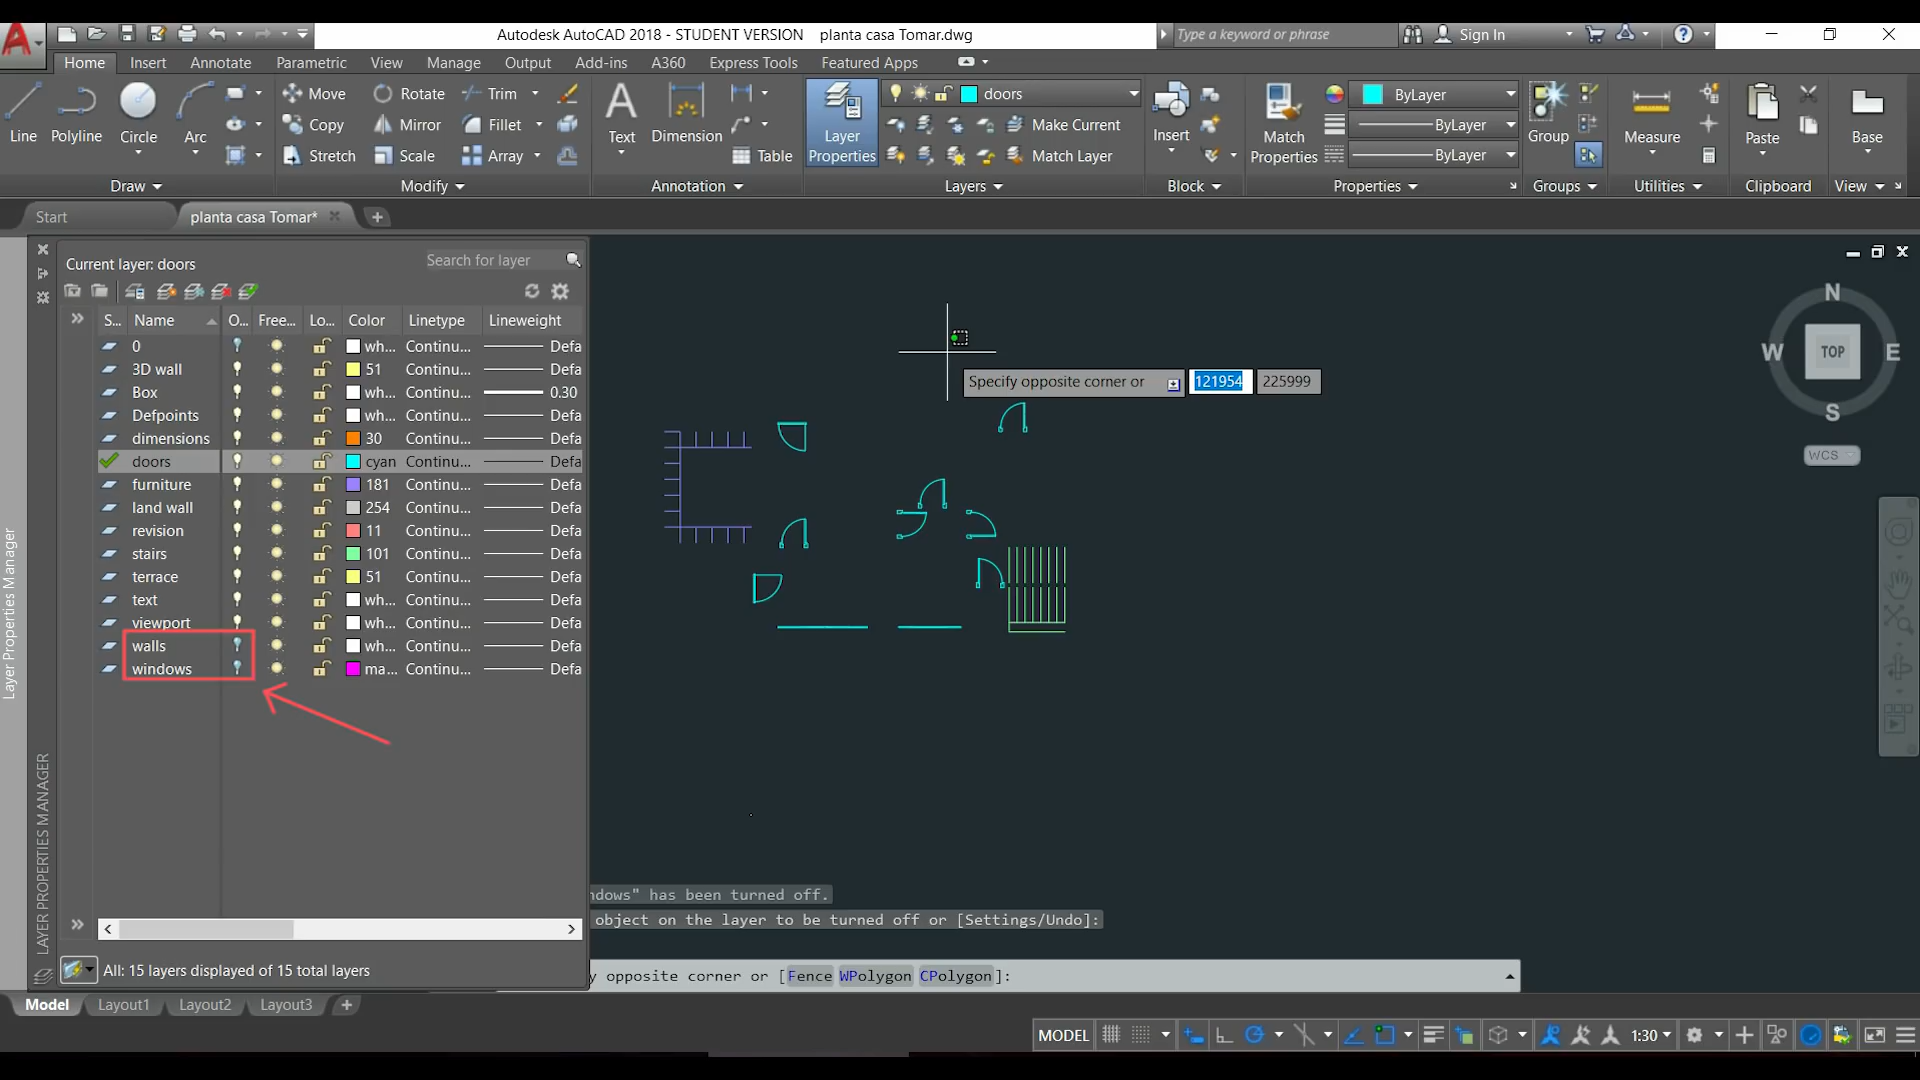 Autodesk AutoCAD 2018 - STUDENT VERSION planta casa Tomar.dwg
Type a keyword or phrase
Sign In
Home Insert Annotate Parametric View Manage Output Add-ins A360 Express Tools Featured Apps
Line Polyline Circle Arc
Move Rotate Trim
Copy Mirror Fillet
Stretch Scale Array
Text Dimension Table
Layer Properties
doors
Make Current
Match Layer
Insert
Match Properties
ByLayer
ByLayer
ByLayer
Group Measure Paste Base
Draw Modify Annotation Layers Block Properties Groups Utilities Clipboard View
Start planta casa Tomar*
Current layer: doors
Search for layer
S... Name O... Free... Lo... Color Linetype Lineweight
0 wh... Continu... Defa
3D wall 51 Continu... Defa
Box wh... Continu... 0.30
Defpoints wh... Continu... Defa
dimensions 30 Continu... Defa
doors cyan Continu... Defa
furniture 181 Continu... Defa
land wall 254 Continu... Defa
revision 11 Continu... Defa
stairs 101 Continu... Defa
terrace 51 Continu... Defa
text wh... Continu... Defa
viewport wh... Continu... Defa
walls wh... Continu... Defa
windows ma... Continu... Defa
All: 15 layers displayed of 15 total layers
Layer Properties Manager
LAYER PROPERTIES MANAGER
Specify opposite corner or 121954 225999
N
W TOP E
S
WCS
ndows" has been turned off.
object on the layer to be turned off or [Settings/Undo]:
y opposite corner or [Fence WPolygon CPolygon]:
Model Layout1 Layout2 Layout3
MODEL 1:30